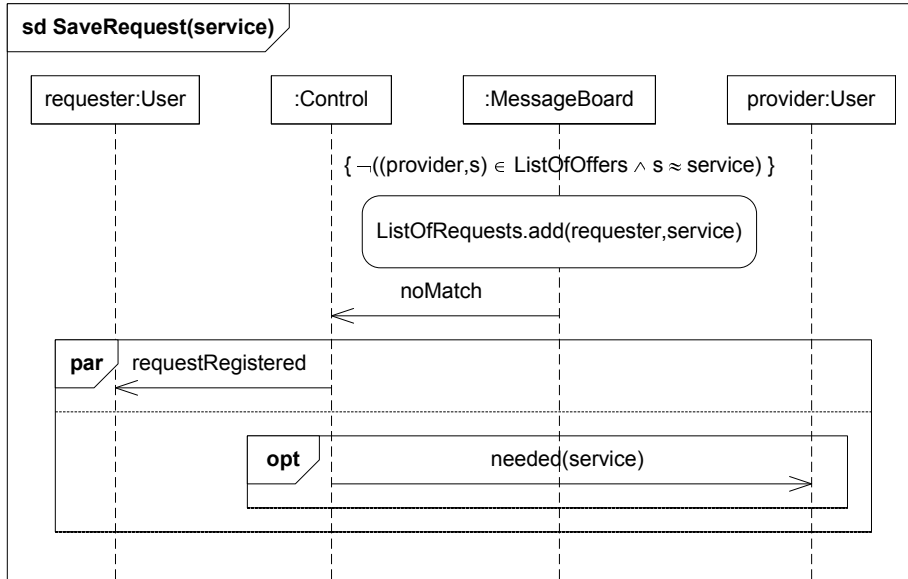 sd SaveRequest(service)
requester:User
:Control
:MessageBoard
provider:User
{ ¬((provider,s) ∈ ListOfOffers ∧ s ≈ service) }
ListOfRequests.add(requester,service)
noMatch
par
requestRegistered
opt
needed(service)